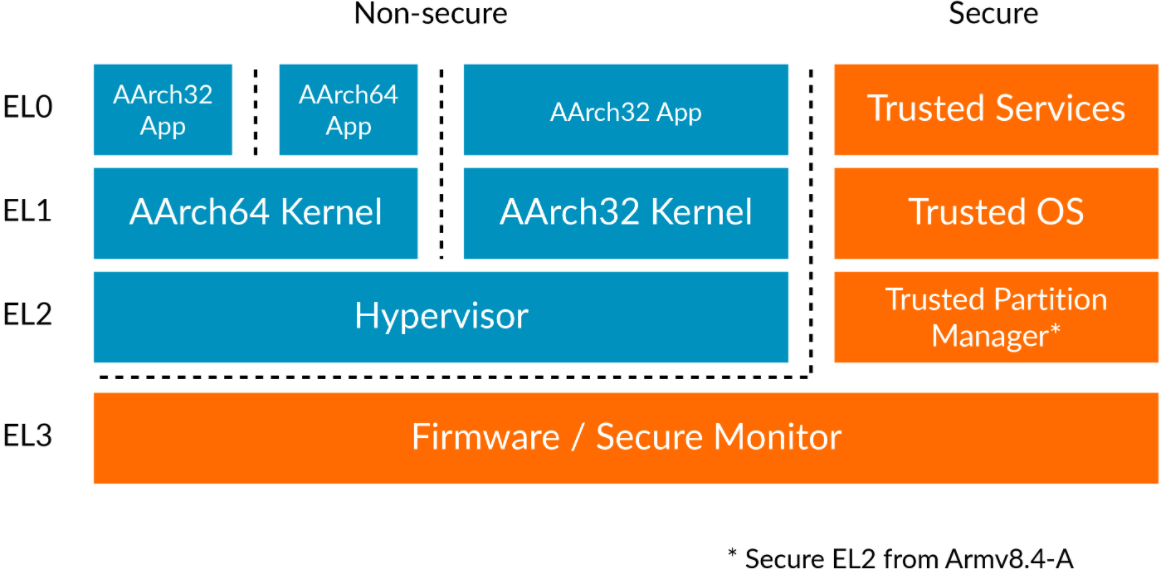 Non-secure
Secure
EL0
AArch32
App
AArch64
App
AArch32 App
Trusted Services
EL1
AArch64 Kernel
AArch32 Kernel
Trusted OS
EL2
Hypervisor
Trusted Partition
Manager*
EL3
Firmware / Secure Monitor
* Secure EL2 from Armv8.4-A